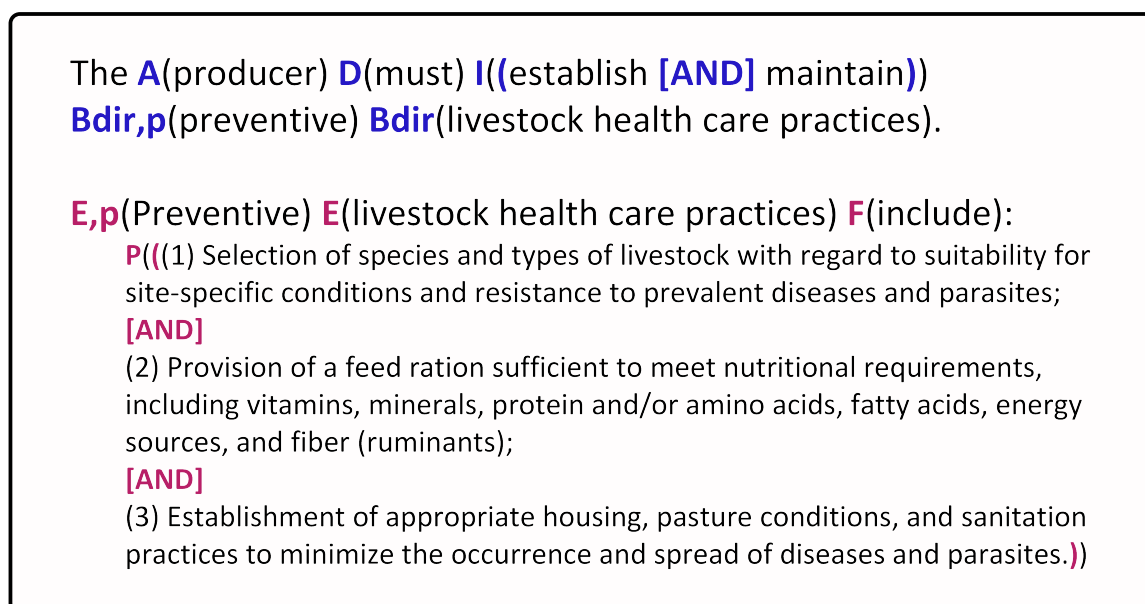 The A(producer) D(must) I((establish [AND] maintain))
Bdir,p(preventive) Bdir(livestock health care practices).
E,p(Preventive) E(livestock health care practices) F(include):
P(((1) Selection of species and types of livestock with regard to suitability for
site-specific conditions and resistance to prevalent diseases and parasites;
[AND]
(2) Provision of a feed ration sufficient to meet nutritional requirements,
including vitamins, minerals, protein and/or amino acids, fatty acids, energy
sources, and fiber (ruminants);
[AND]
(3) Establishment of appropriate housing, pasture conditions, and sanitation
practices to minimize the occurrence and spread of diseases and parasites.))